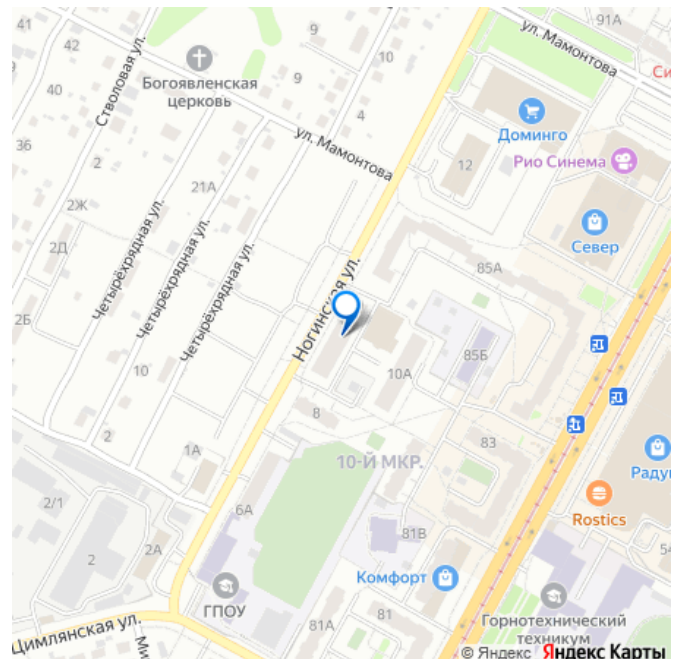 41
42
9
91А
ул. Мамонтова
Си
Богоявленская
церковь
10
40
Стволовая ул.
9
4
Доминго
36
2
ул. Мамонтова
12
Рио Синема
21А
2Ж
Север
2Д
Четырёхрядная ул.
Четырёхрядная ул.
Четырёхрядная ул.
Ногинская ул.
85А
2Б
10
85Б
10А
8
83
2
1А
10-Й МКР.
Радуг
Rostics
2/1
6А
81В
54
2
2А
Комфорт
ГПОУ
81
Горнотехнический
техникум
Цимлянская ул.
81А
© Яндекс Яндекс Карты